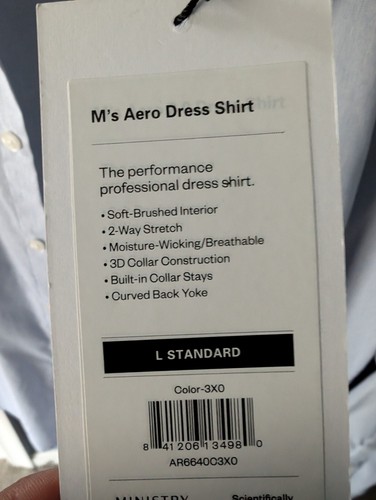 M's Aero Dress Shirt
The performance
professional dress shirt.
• Soft-Brushed Interior
• 2-Way Stretch
• Moisture-Wicking/Breathable
• 3D Collar Construction
• Built-in Collar Stays
• Curved Back Yoke
L STANDARD
Color-3X0
8 41206 13498 0
AR6640C3X0
MINISTRY Scientifically